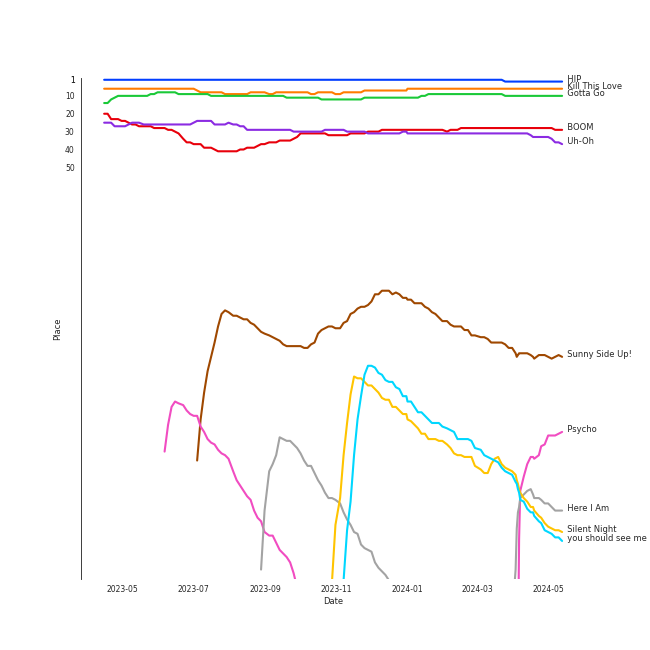 1
10
20
30
40
50
Place
HIP
Kill This Love
Gotta Go
BOOM
Uh-Oh
Sunny Side Up!
Psycho
Here I Am
Silent Night
you should see me
2023-05
2023-07
2023-09
2023-11
2024-01
2024-03
2024-05
Date